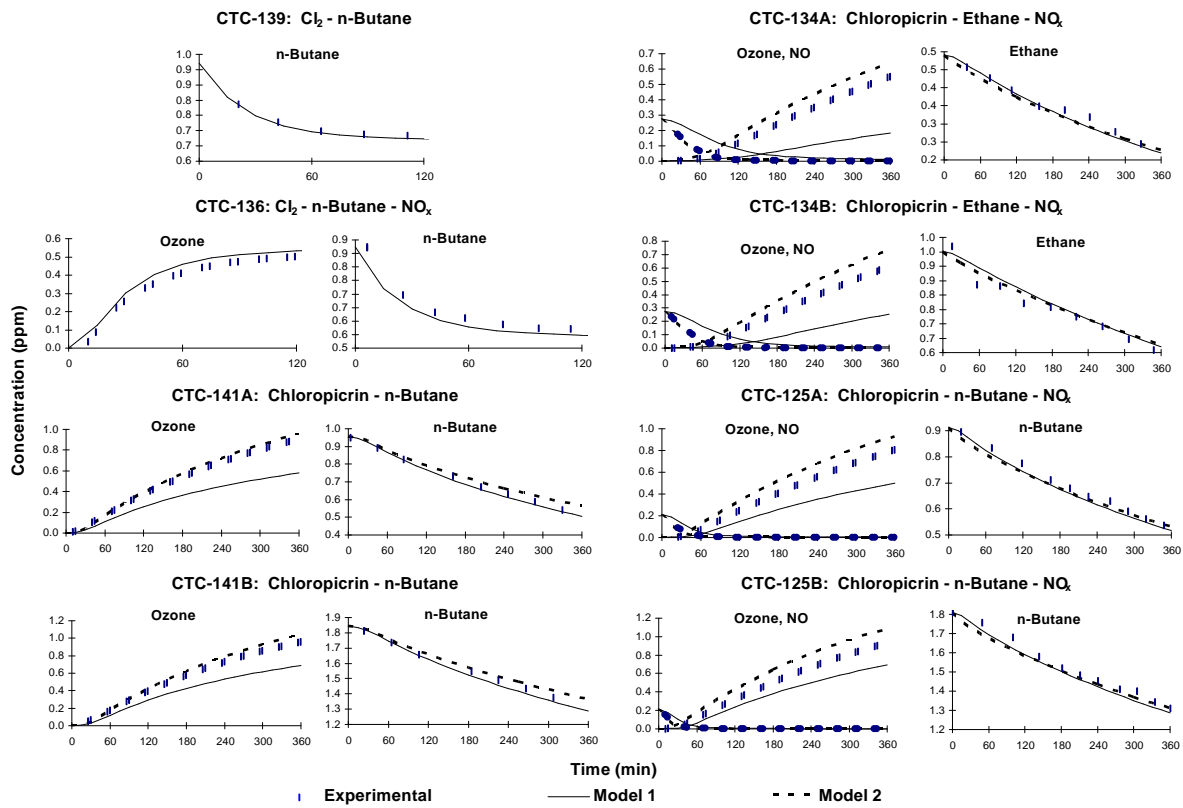 CTC-139: Cl₂ - n-Butane
n-Butane
1.0
0.9
0.8
0.7
0.6
0
60
120
CTC-134A: Chloropicrin - Ethane - NOₓ
Ozone, NO
0.7
0.6
0.4
0.3
0.1
0.0
0 60 120 180 240 300 360
Ethane
0.5
0.5
0.4
0.4
0.3
0.3
0.2
0 60 120 180 240 300 360
CTC-136: Cl₂ - n-Butane - NOₓ
Ozone
0.6
0.5
0.4
0.3
0.2
0.1
0.0
0 60 120
n-Butane
0.9
0.8
0.7
0.6
0.5
0 60 120
CTC-134B: Chloropicrin - Ethane - NOₓ
Ozone, NO
0.8
0.7
0.5
0.4
0.3
0.1
0.0
0 60 120 180 240 300 360
Ethane
1.0
1.0
0.9
0.8
0.8
0.7
0.6
0 60 120 180 240 300 360
CTC-141A: Chloropicrin - n-Butane
Ozone
1.0
0.8
0.6
0.4
0.2
0.0
0 60 120 180 240 300 360
n-Butane
1.0
0.9
0.8
0.7
0.6
0.5
0.4
0 60 120 180 240 300 360
CTC-125A: Chloropicrin - n-Butane - NOₓ
Ozone, NO
1.0
0.8
0.6
0.4
0.2
0.0
0 60 120 180 240 300 360
n-Butane
0.9
0.8
0.7
0.6
0.5
0 60 120 180 240 300 360
CTC-141B: Chloropicrin - n-Butane
Ozone
1.2
1.0
0.8
0.6
0.4
0.2
0.0
0 60 120 180 240 300 360
n-Butane
1.9
1.8
1.7
1.6
1.4
1.3
1.2
0 60 120 180 240 300 360
CTC-125B: Chloropicrin - n-Butane - NOₓ
Ozone, NO
1.2
1.0
0.8
0.6
0.4
0.2
0.0
0 60 120 180 240 300 360
n-Butane
1.8
1.7
1.6
1.5
1.4
1.3
1.2
0 60 120 180 240 300 360
Concentration (ppm)
Time (min)
Experimental
Model 1
Model 2